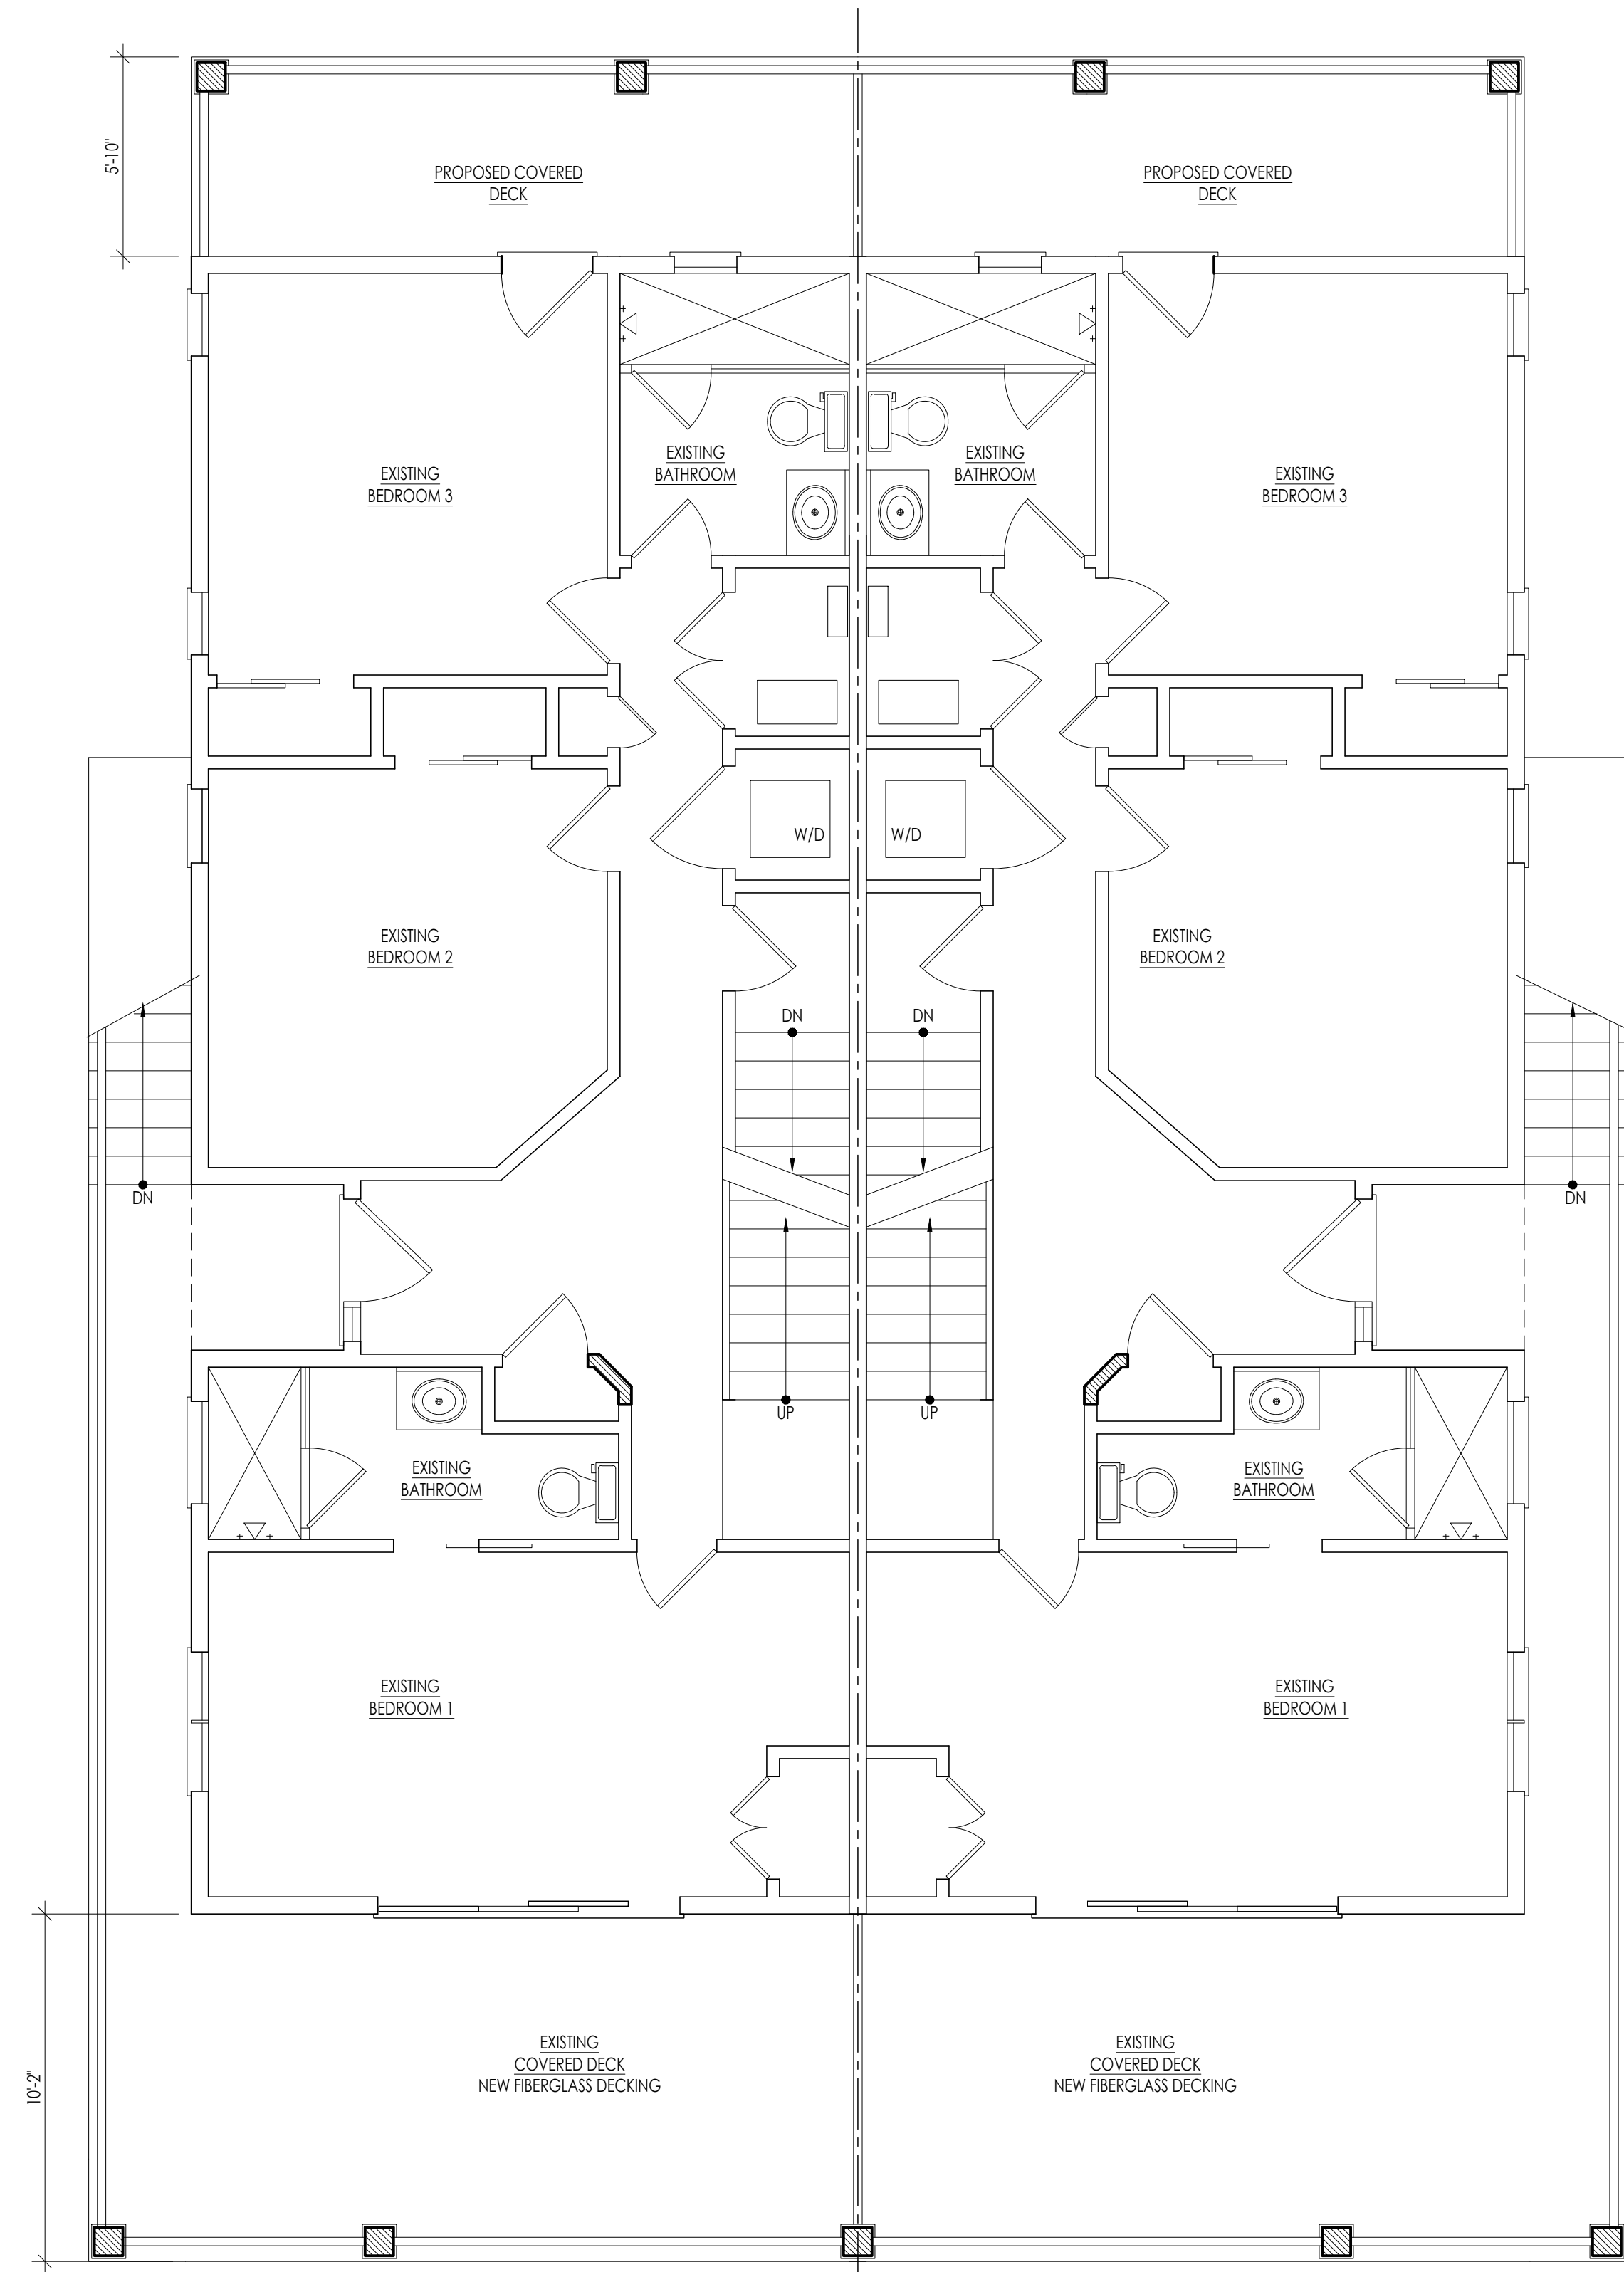 5'-10"
PROPOSED COVERED
DECK
PROPOSED COVERED
DECK
EXISTING
BATHROOM
EXISTING
BATHROOM
EXISTING
BEDROOM 3
EXISTING
BEDROOM 3
W/D
W/D
EXISTING
BEDROOM 2
EXISTING
BEDROOM 2
DN
DN
DN
DN
UP
UP
EXISTING
BATHROOM
EXISTING
BATHROOM
EXISTING
BEDROOM 1
EXISTING
BEDROOM 1
EXISTING
COVERED DECK
NEW FIBERGLASS DECKING
EXISTING
COVERED DECK
NEW FIBERGLASS DECKING
10'-2"